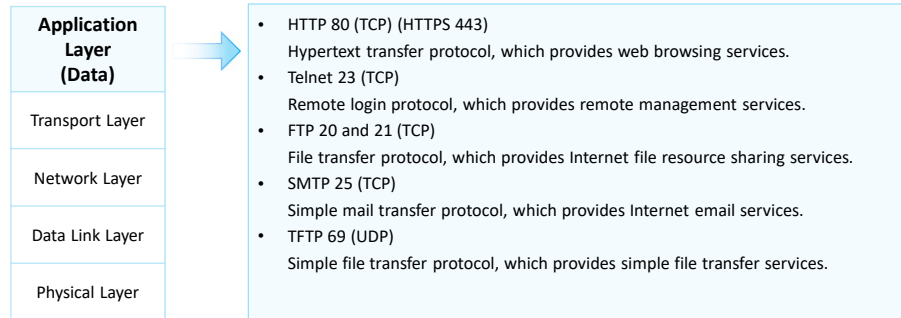 Application
Layer
(Data)
Transport Layer
Network Layer
Data Link Layer
Physical Layer
• HTTP 80 (TCP) (HTTPS 443)
Hypertext transfer protocol, which provides web browsing services.
• Telnet 23 (TCP)
Remote login protocol, which provides remote management services.
• FTP 20 and 21 (TCP)
File transfer protocol, which provides Internet file resource sharing services.
• SMTP 25 (TCP)
Simple mail transfer protocol, which provides Internet email services.
• TFTP 69 (UDP)
Simple file transfer protocol, which provides simple file transfer services.